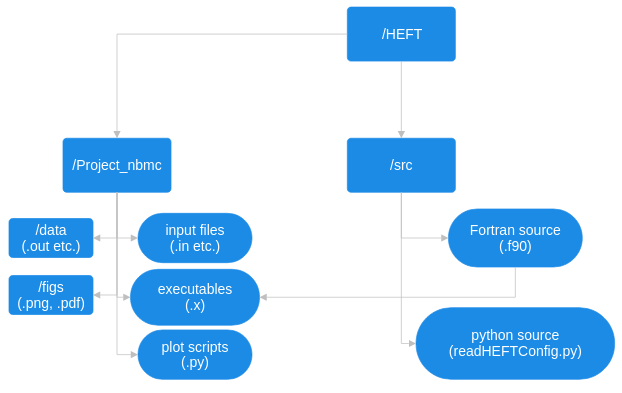 /HEFT
/Project_nbmc
/src
/data
(.out etc.)
input files
(.in etc.)
Fortran source
(.f90)
/figs
(.png, .pdf)
executables
(.x)
plot scripts
(.py)
python source
(readHEFTConfig.py)